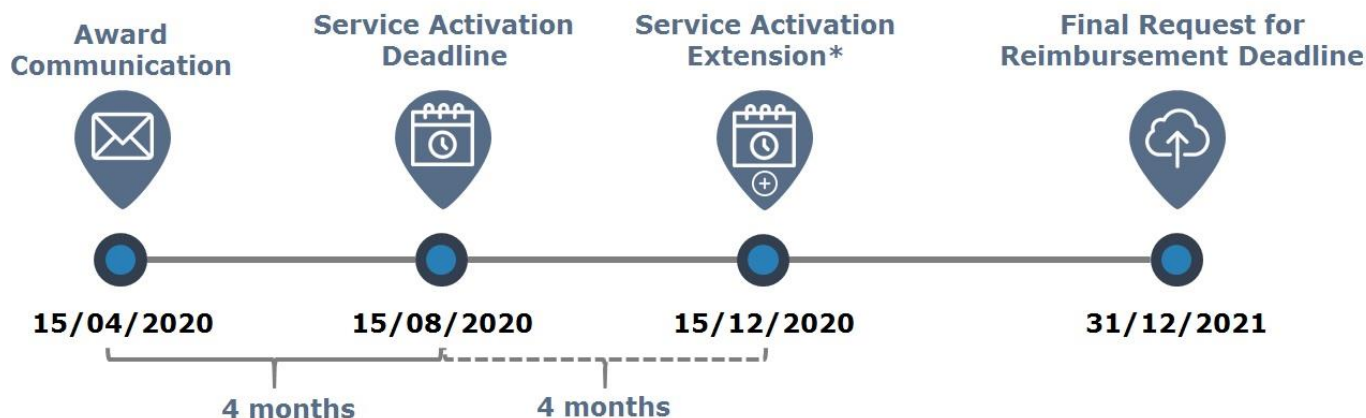 Award
Communication
Service Activation
Deadline
Service Activation
Extension*
Final Request for
Reimbursement Deadline
15/04/2020
15/08/2020
15/12/2020
31/12/2021
4 months
4 months